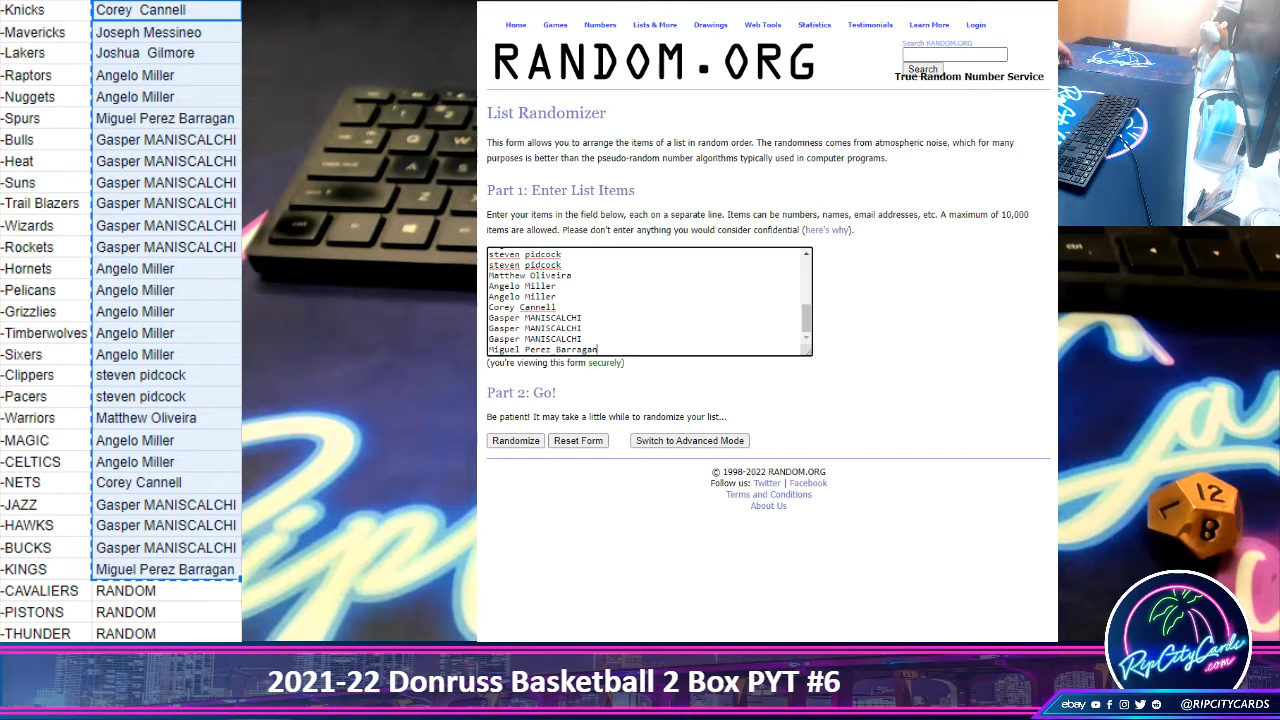 -Knicks Corey Cannell
-Mavericks Joseph Messineo
-Lakers Joshua Gilmore
-Raptors Angelo Miller
-Nuggets Angelo Miller
-Spurs Miguel Perez Barragan
-Bulls Gasper MANISCALCHI
-Heat Gasper MANISCALCHI
-Suns Gasper MANISCALCHI
-Trail Blazers Gasper MANISCALCHI
-Wizards Gasper MANISCALCHI
-Rockets Gasper MANISCALCHI
-Hornets Angelo Miller
-Pelicans Angelo Miller
-Grizzlies Angelo Miller
-Timberwolves Angelo Miller
-Sixers Angelo Miller
-Clippers steven pidcock
-Pacers steven pidcock
-Warriors Matthew Oliveira
-MAGIC Angelo Miller
-CELTICS Angelo Miller
-NETS Corey Cannell
-JAZZ Gasper MANISCALCHI
-HAWKS Gasper MANISCALCHI
-BUCKS Gasper MANISCALCHI
-KINGS Miguel Perez Barragan
-CAVALIERS RANDOM
-PISTONS RANDOM
-THUNDER RANDOM
Home Games Numbers Lists & More Drawings Web Tools Statistics Testimonials Learn More Login
RANDOM.ORG
Search RANDOM.ORG
Search
True Random Number Service
List Randomizer
This form allows you to arrange the items of a list in random order. The randomness comes from atmospheric noise, which for many
purposes is better than the pseudo-random number algorithms typically used in computer programs.
Part 1: Enter List Items
Enter your items in the field below, each on a separate line. Items can be numbers, names, email addresses, etc. A maximum of 10,000
items are allowed. Please don't enter anything you would consider confidential (here's why).
steven pidcock
steven pidcock
Matthew Oliveira
Angelo Miller
Angelo Miller
Corey Cannell
Gasper MANISCALCHI
Gasper MANISCALCHI
Gasper MANISCALCHI
Miguel Perez Barragan
(you're viewing this form securely)
Part 2: Go!
Be patient! It may take a little while to randomize your list...
Randomize Reset Form Switch to Advanced Mode
© 1998-2022 RANDOM.ORG
Follow us: Twitter | Facebook
Terms and Conditions
About Us
12
8
RipCityCards
.com
2021-22 Donruss Basketball 2 Box PYT #6
ebay @RIPCITYCARDS